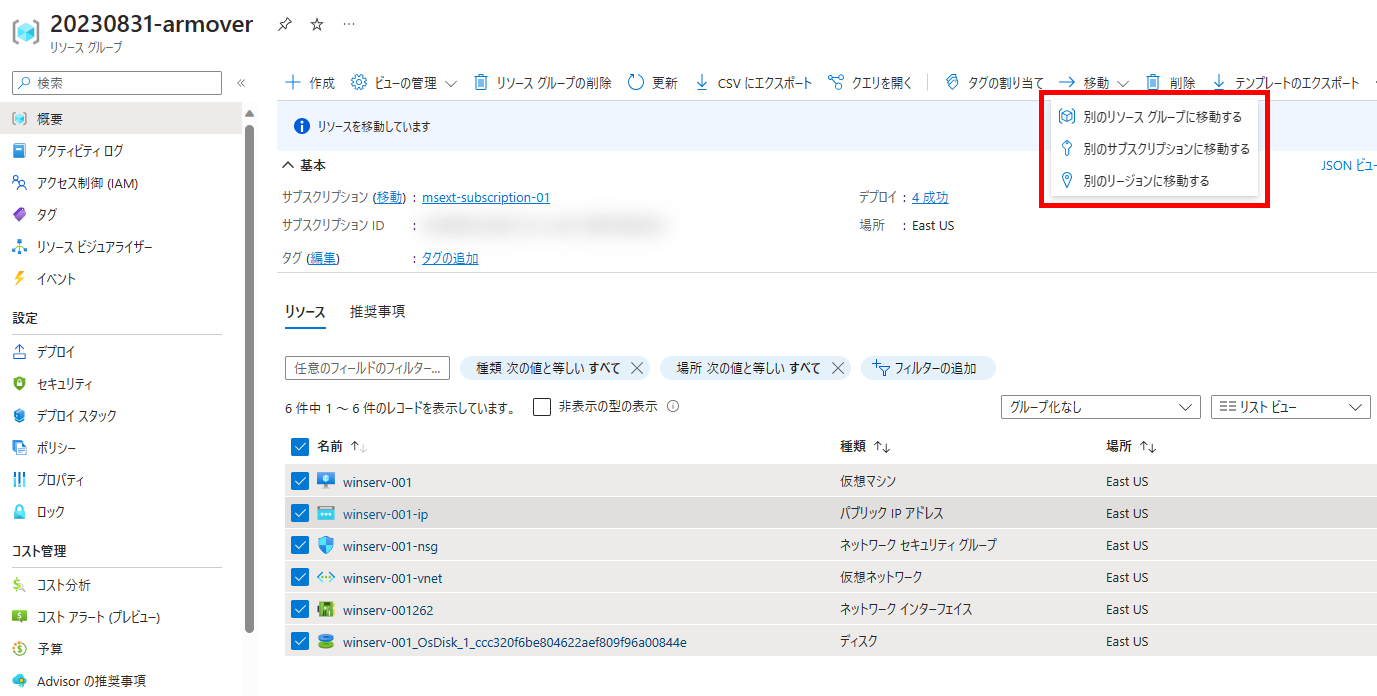 20230831-armover
リソース グループ
検索
概要
アクティビティ ログ
アクセス制御 (IAM)
タグ
リソース ビジュアライザー
イベント
設定
デプロイ
セキュリティ
デプロイ スタック
ポリシー
プロパティ
ロック
コスト管理
コスト分析
コスト アラート (プレビュー)
予算
Advisor の推奨事項
作成 ビューの管理 リソース グループの削除 更新 CSV にエクスポート クエリを開く タグの割り当て 移動 削除 テンプレートのエクスポート
別のリソース グループに移動する
別のサブスクリプションに移動する
別のリージョンに移動する
リソースを移動しています
基本
JSON ビュー
サブスクリプション (移動) : msext-subscription-01
サブスクリプション ID :
タグ (編集) : タグの追加
デプロイ : 4 成功
場所 : East US
リソース 推奨事項
任意のフィールドのフィルター... 種類 次の値と等しい すべて 場所 次の値と等しい すべて フィルターの追加
6 件中 1 ～ 6 件のレコードを表示しています。 非表示の型の表示 グループ化なし リスト ビュー
名前 種類 場所
winserv-001 仮想マシン East US
winserv-001-ip パブリック IP アドレス East US
winserv-001-nsg ネットワーク セキュリティ グループ East US
winserv-001-vnet 仮想ネットワーク East US
winserv-001262 ネットワーク インターフェイス East US
winserv-001_OsDisk_1_ccc320f6be804622aef809f96a00844e ディスク East US